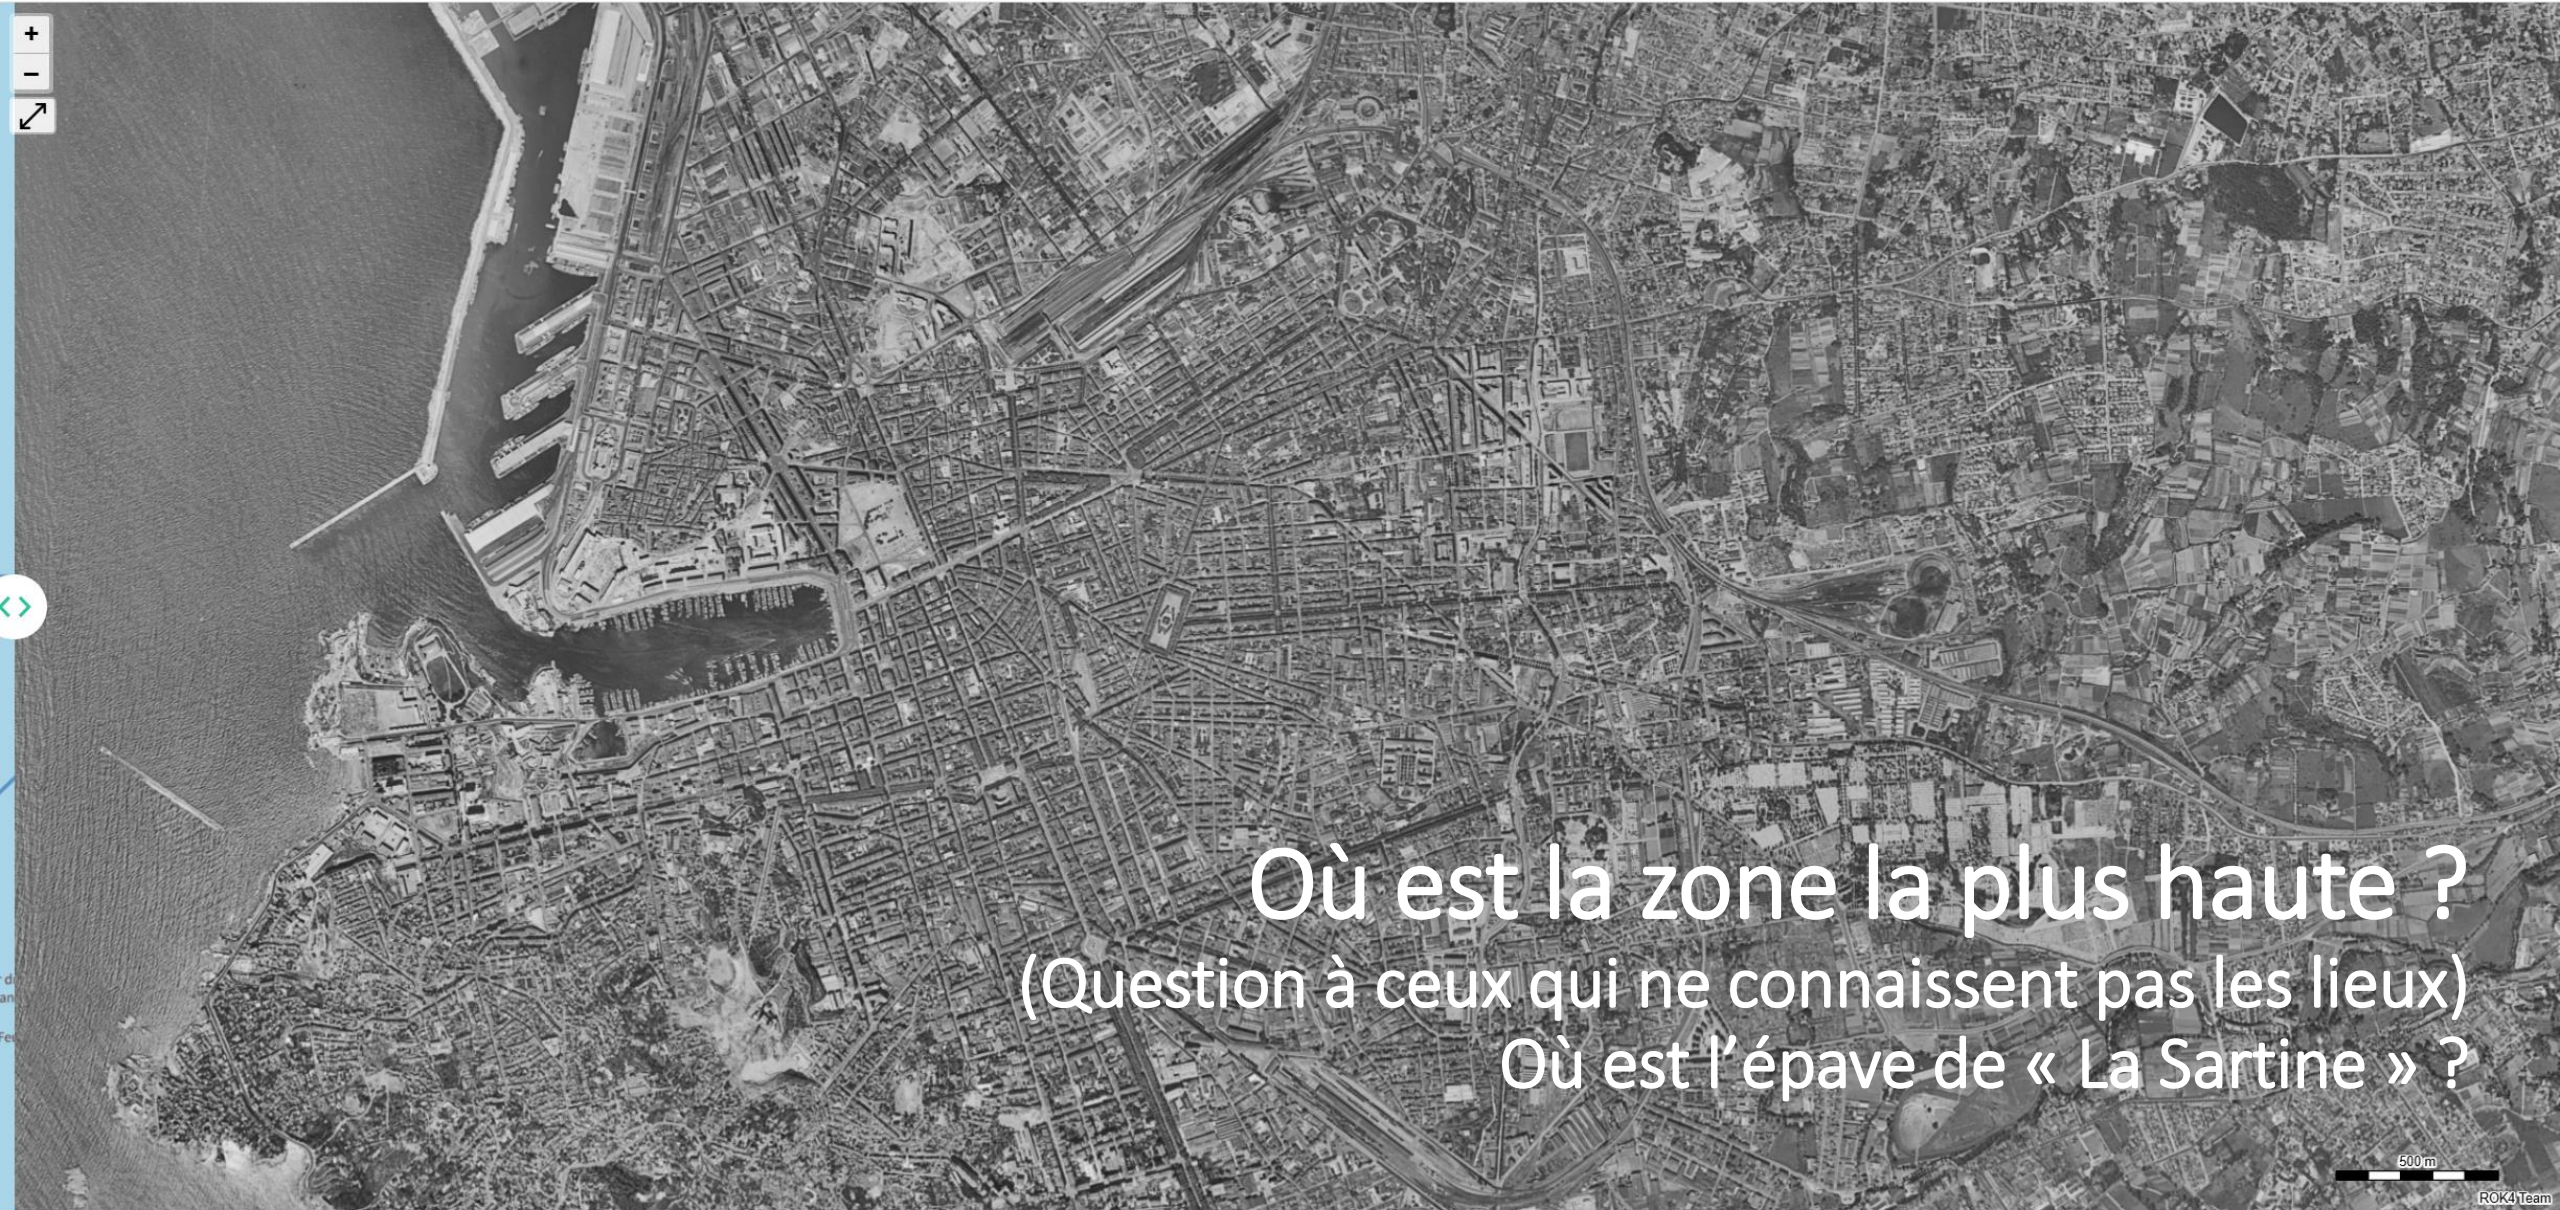 +
−
Où est la zone la plus haute ?
(Question à ceux qui ne connaissent pas les lieux)
Où est l’épave de « La Sartine » ?
500 m
ROK4 Team